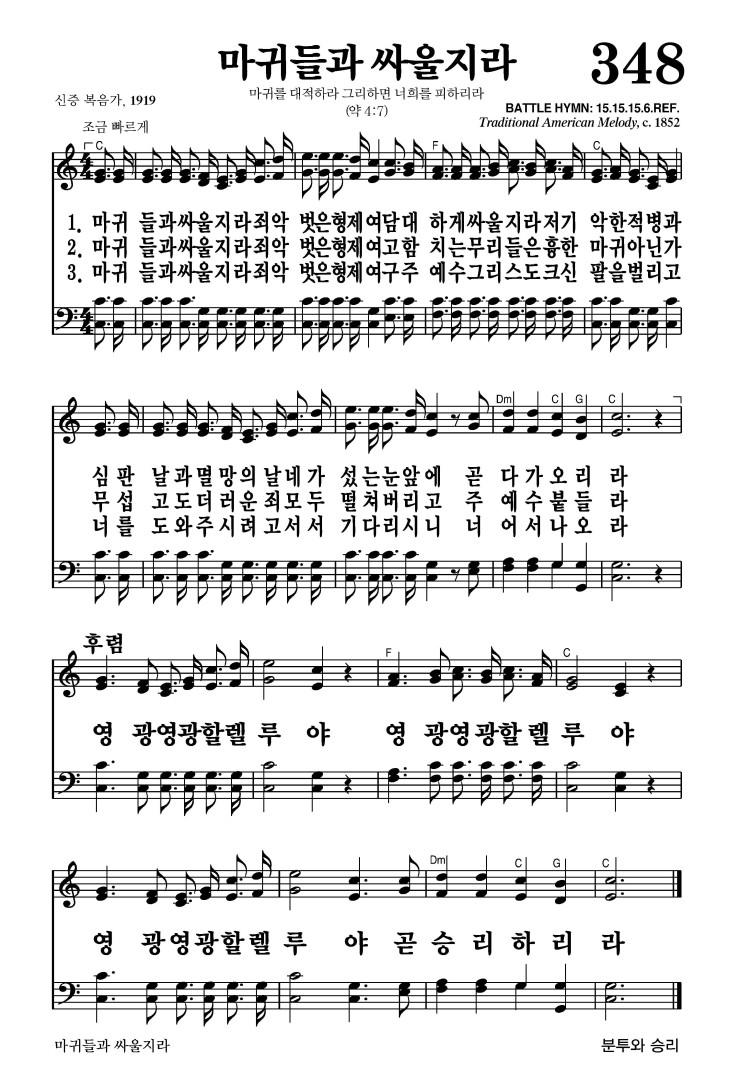 마귀들과 싸울지라 348
신중 복음가, 1919
마귀를 대적하라 그리하면 너희를 피하리라
(약 4:7)
BATTLE HYMN: 15.15.15.6.REF.
Traditional American Melody, c. 1852
조금 빠르게
C F C
1. 마귀 들과싸울지라죄악 벗은형제여담대 하게싸울지라저기 악한적병과
2. 마귀 들과싸울지라죄악 벗은형제여고함 치는무리들은흉한 마귀아닌가
3. 마귀 들과싸울지라죄악 벗은형제여구주 예수그리스도크신 팔을벌리고
Dm C G C
심판 날과멸망의날네가 섰는눈앞에 곧 다가오리라
무섭 고도더러운죄모두 떨쳐버리고 주 예수붙들라
너를 도와주시려고서서 기다리시니 너 어서나오라
후렴
F C
영 광영광할렐루야 영 광영광할렐루야
Dm C G C
영 광영광할렐루야곧승리하리라
마귀들과 싸울지라 분투와 승리